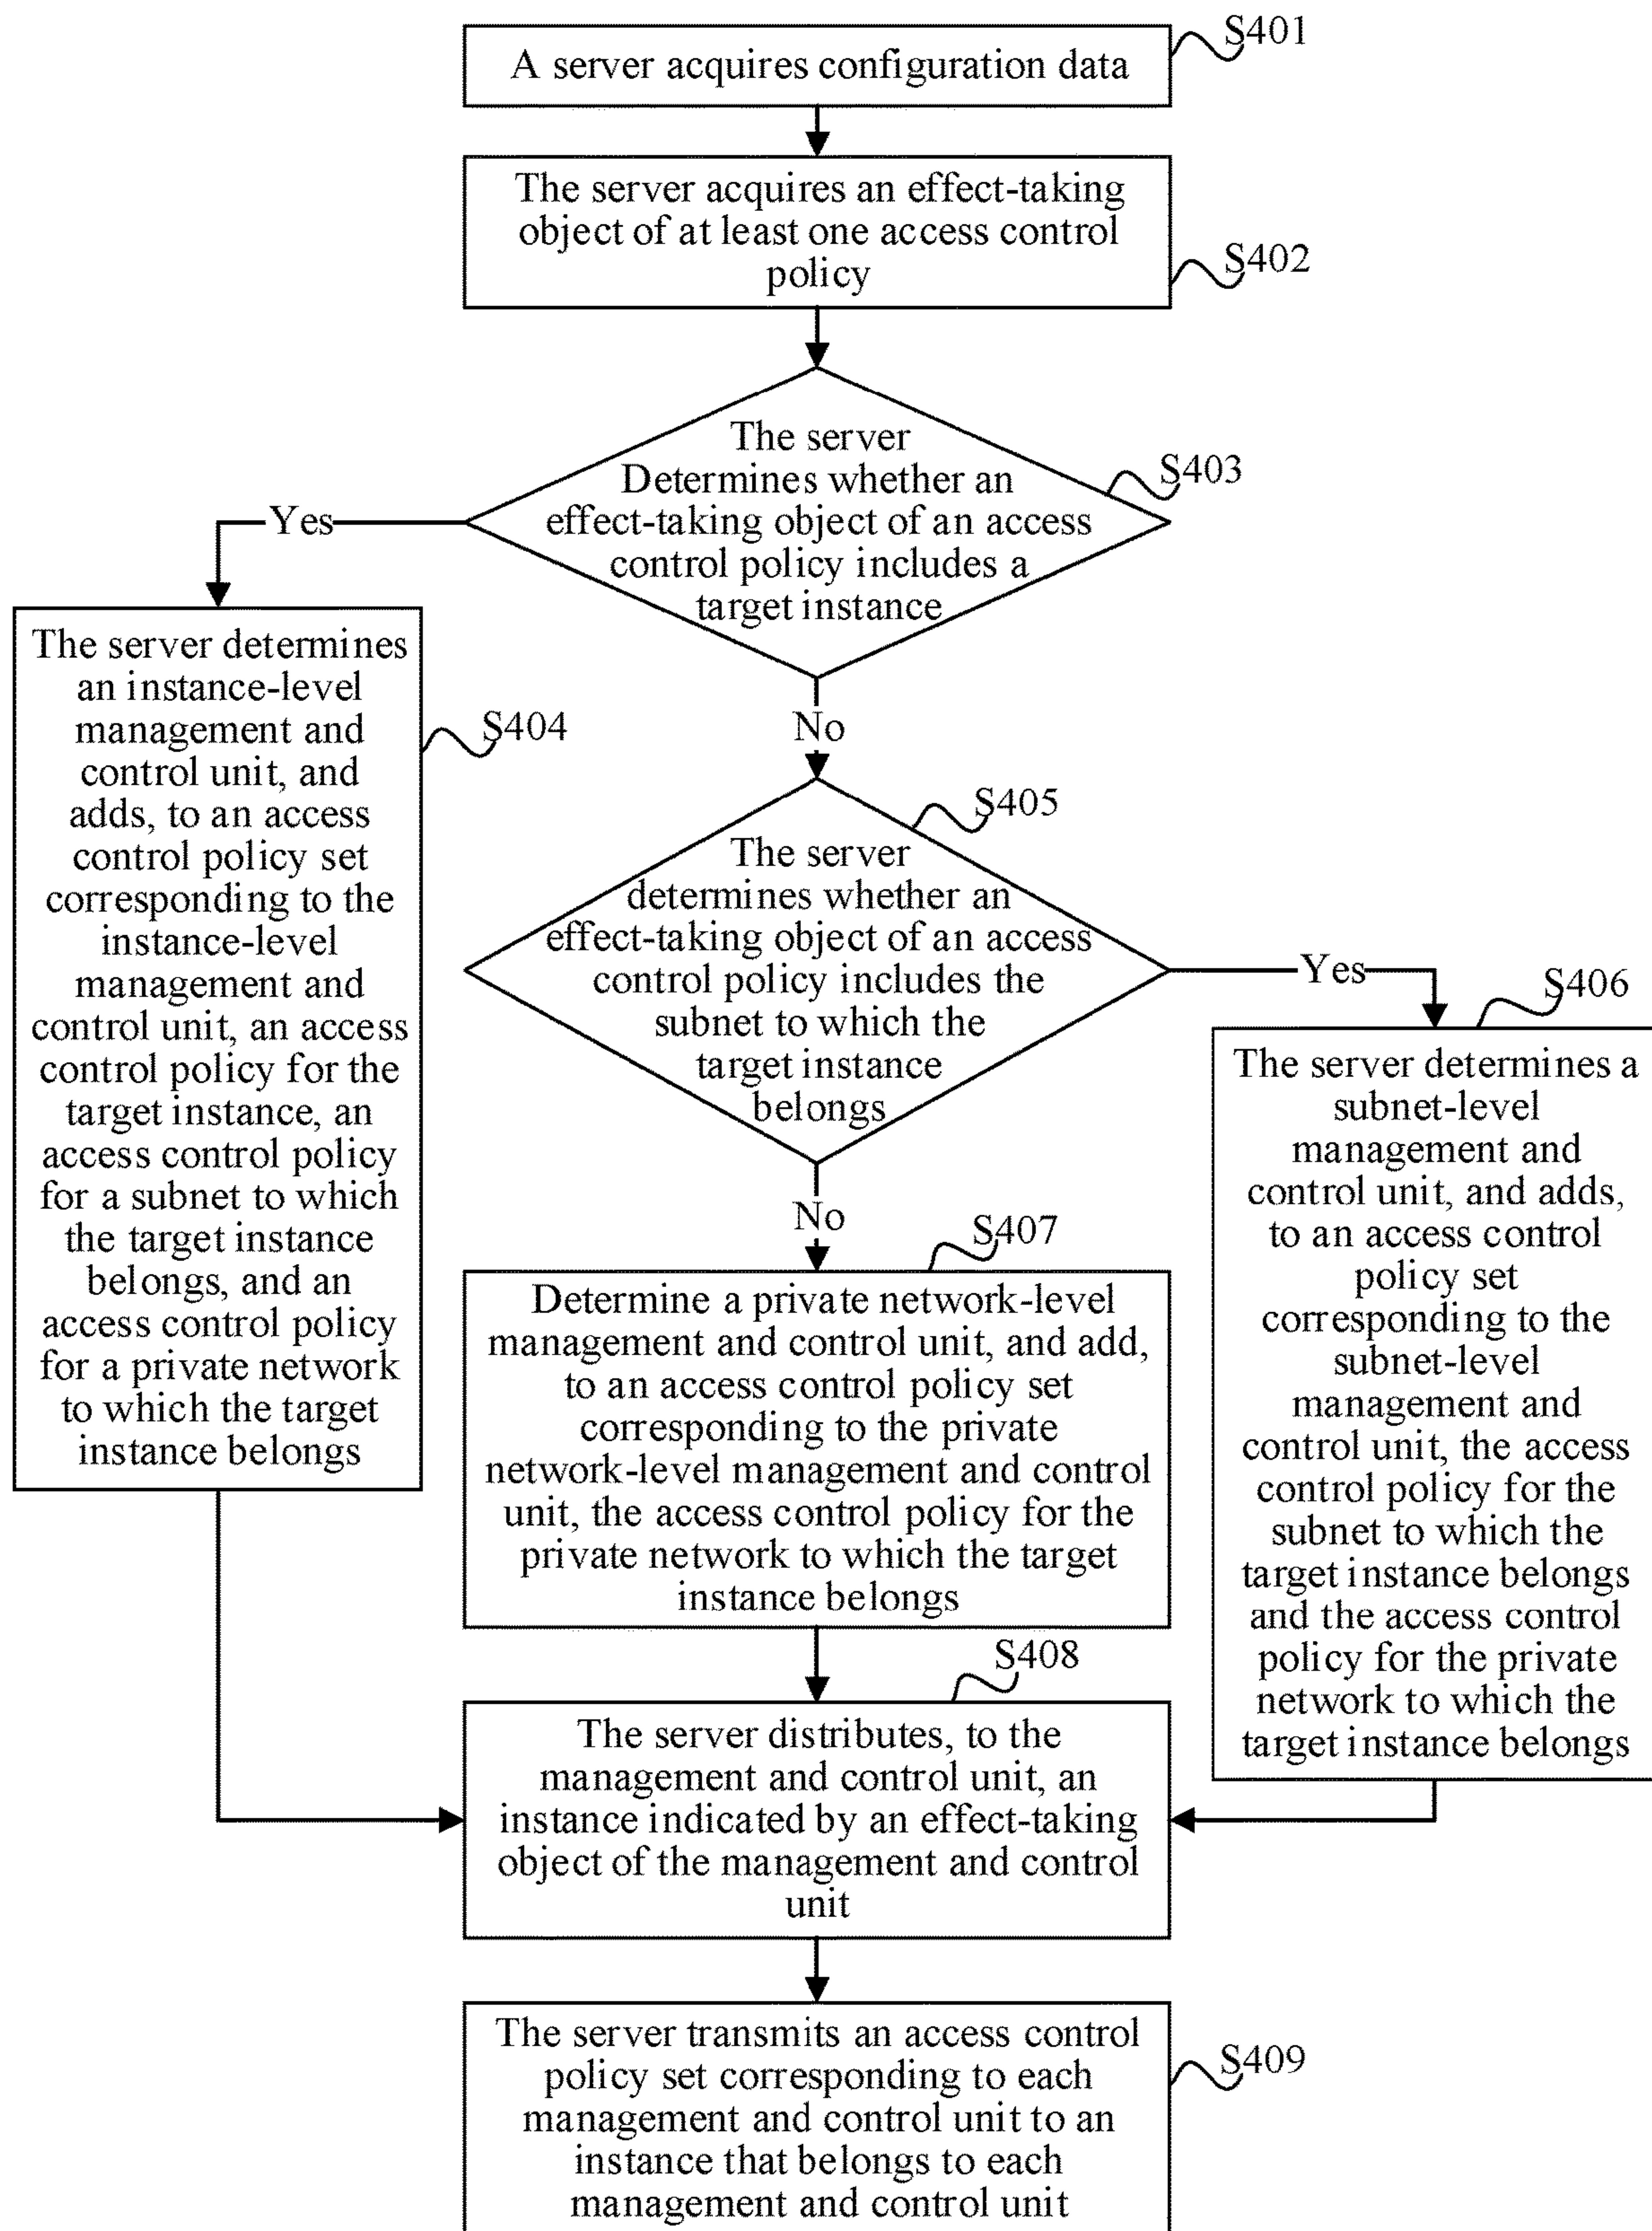 S401
A server acquires configuration data
The server acquires an effect-taking
object of at least one access control
policy
S402
The server
Determines whether an
effect-taking object of an access
control policy includes a
target instance
S403
Yes
No
The server determines
an instance-level
management and
control unit, and
adds, to an access
control policy set
corresponding to the
instance-level
management and
control unit, an access
control policy for the
target instance, an
access control policy
for a subnet to which
the target instance
belongs, and an
access control policy
for a private network
to which the target
instance belongs
S404
S405
The server
determines whether an
effect-taking object of an access
control policy includes the
subnet to which the
target instance
belongs
Yes
No
S406
The server determines a
subnet-level
management and
control unit, and adds,
to an access control
policy set
corresponding to the
subnet-level
management and
control unit, the access
control policy for the
subnet to which the
target instance belongs
and the access control
policy for the private
network to which the
target instance belongs
S407
Determine a private network-level
management and control unit, and add,
to an access control policy set
corresponding to the private
network-level management and control
unit, the access control policy for the
private network to which the target
instance belongs
S408
The server distributes, to the
management and control unit, an
instance indicated by an effect-taking
object of the management and control
unit
The server transmits an access control
policy set corresponding to each
management and control unit to an
instance that belongs to each
management and control unit
S409